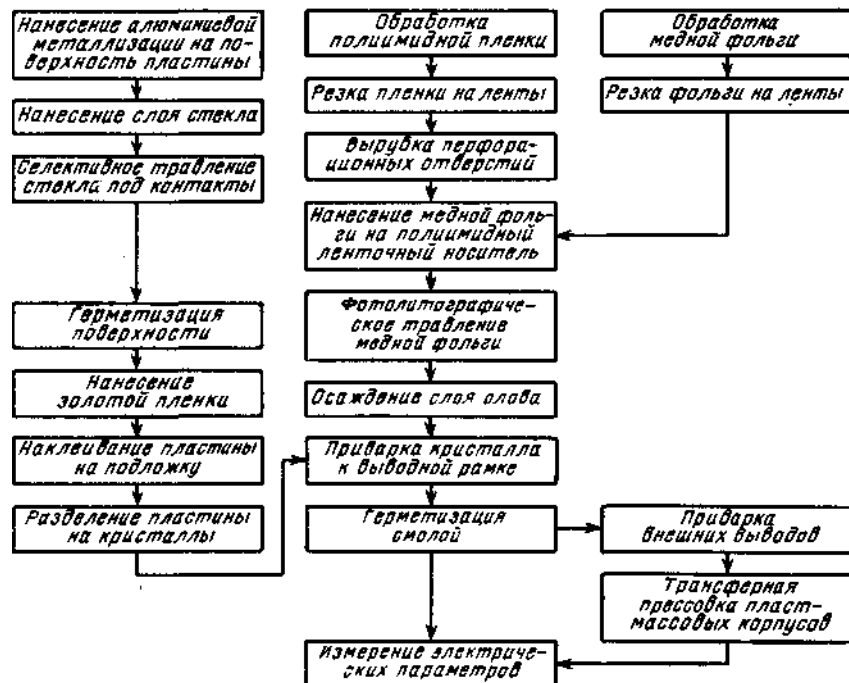 Нанесение алюминиевой
металлизации на по-
верхность пластины
Нанесение слоя стекла
Селективное травление
стекла под контакты
Герметизация
поверхности
Нанесение
золотой пленки
Наклеивание пластины
на подложку
Разделение пластины
на кристаллы
Обработка
полиимидной пленки
Резка пленки на ленты
Вырубка перфора-
ционных отверстий
Нанесение медной фоль-
ги на полиимидный
ленточный носитель
Фотолитографиче-
ское травление
медной фольги
Осаждение слоя олова
Приварка кристалла
к выводной рамке
Герметизация
смолой
Измерение электриче-
ских параметров
Обработка
медной фольги
Резка фольги на ленты
Приварка
внешних выводов
Трансферная
прессовка пласт-
массовых корпусов